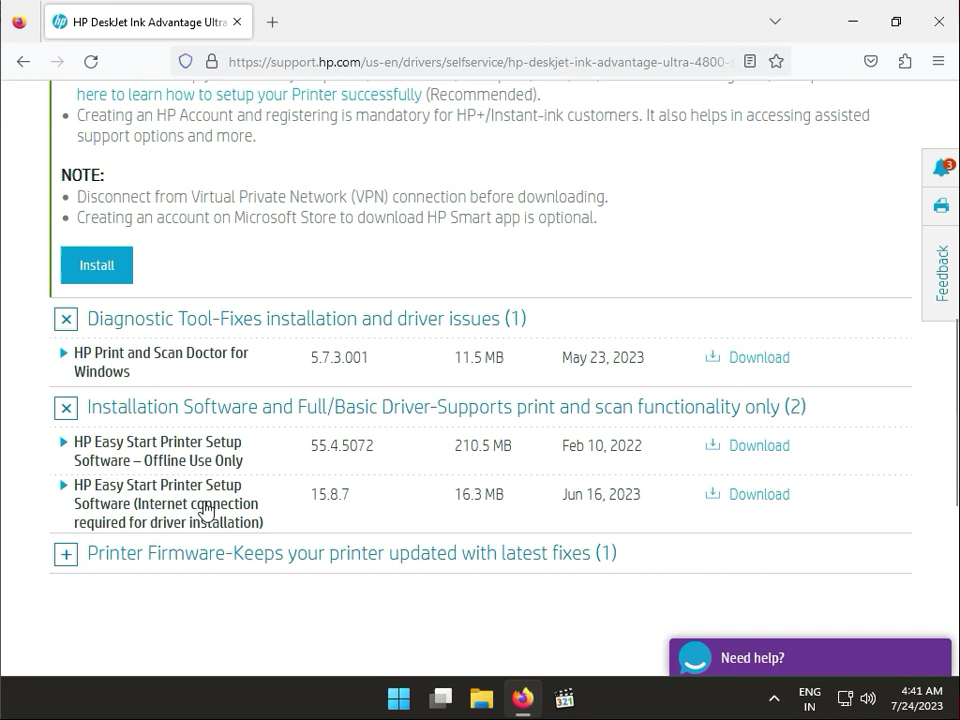 HP DeskJet Ink Advantage Ultra
https://support.hp.com/us-en/drivers/selfservice/hp-deskjet-ink-advantage-ultra-4800-s
here to learn how to setup your Printer successfully (Recommended).
Creating an HP Account and registering is mandatory for HP+/Instant-ink customers. It also helps in accessing assisted
support options and more.
NOTE:
Disconnect from Virtual Private Network (VPN) connection before downloading.
Creating an account on Microsoft Store to download HP Smart app is optional.
Install
3
Feedback
Diagnostic Tool-Fixes installation and driver issues (1)
HP Print and Scan Doctor for
Windows
5.7.3.001
11.5 MB
May 23, 2023
Download
Installation Software and Full/Basic Driver-Supports print and scan functionality only (2)
HP Easy Start Printer Setup
Software – Offline Use Only
55.4.5072
210.5 MB
Feb 10, 2022
Download
HP Easy Start Printer Setup
Software (Internet connection
required for driver installation)
15.8.7
16.3 MB
Jun 16, 2023
Download
Printer Firmware-Keeps your printer updated with latest fixes (1)
Need help?
321
ENG
IN
4:41 AM
7/24/2023